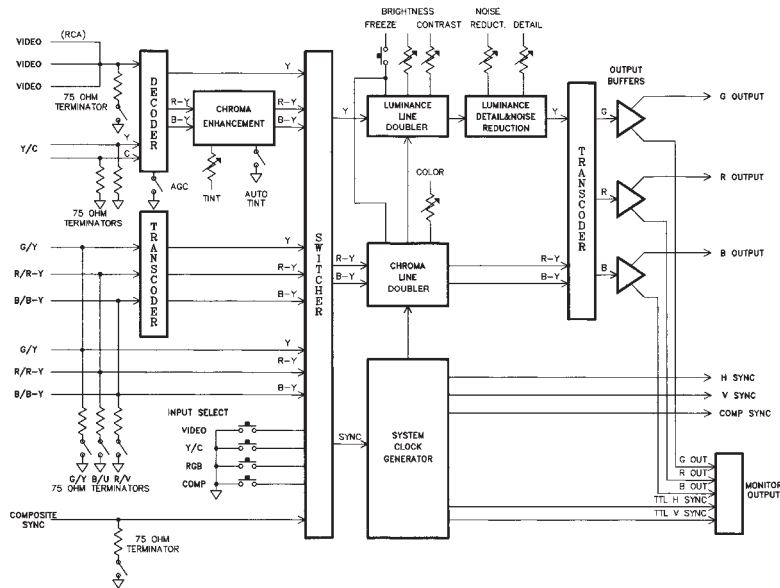 BRIGHTNESS
NOISE
FREEZE
CONTRAST
REDUCT.
DETAIL
(RCA)
VIDEO
VIDEO
VIDEO
75 OHM
TERMINATOR
DECODER
Y
R-Y
B-Y
CHROMA
ENHANCEMENT
R-Y
B-Y
Y
LUMINANCE
LINE
DOUBLER
LUMINANCE
DETAIL&NOISE
REDUCTION
Y
OUTPUT
BUFFERS
G
G OUTPUT
Y/C
Y
C
AGC
TINT
AUTO
TINT
75 OHM
TERMINATORS
COLOR
TRANSCODER
R
R OUTPUT
G/Y
R/R-Y
B/B-Y
TRANSCODER
Y
R-Y
B-Y
SWITCHER
R-Y
B-Y
CHROMA
LINE
DOUBLER
R-Y
B-Y
B
B OUTPUT
G/Y
R/R-Y
B/B-Y
Y
R-Y
B-Y
INPUT SELECT
VIDEO
Y/C
RGB
COMP
SYNC
SYSTEM
CLOCK
GENERATOR
H SYNC
V SYNC
COMP SYNC
G/Y B/U R/V
75 OHM TERMINATORS
G OUT
R OUT
B OUT
TTL H SYNC
TTL V SYNC
MONITOR
OUTPUT
COMPOSITE
SYNC
75 OHM
TERMINATOR